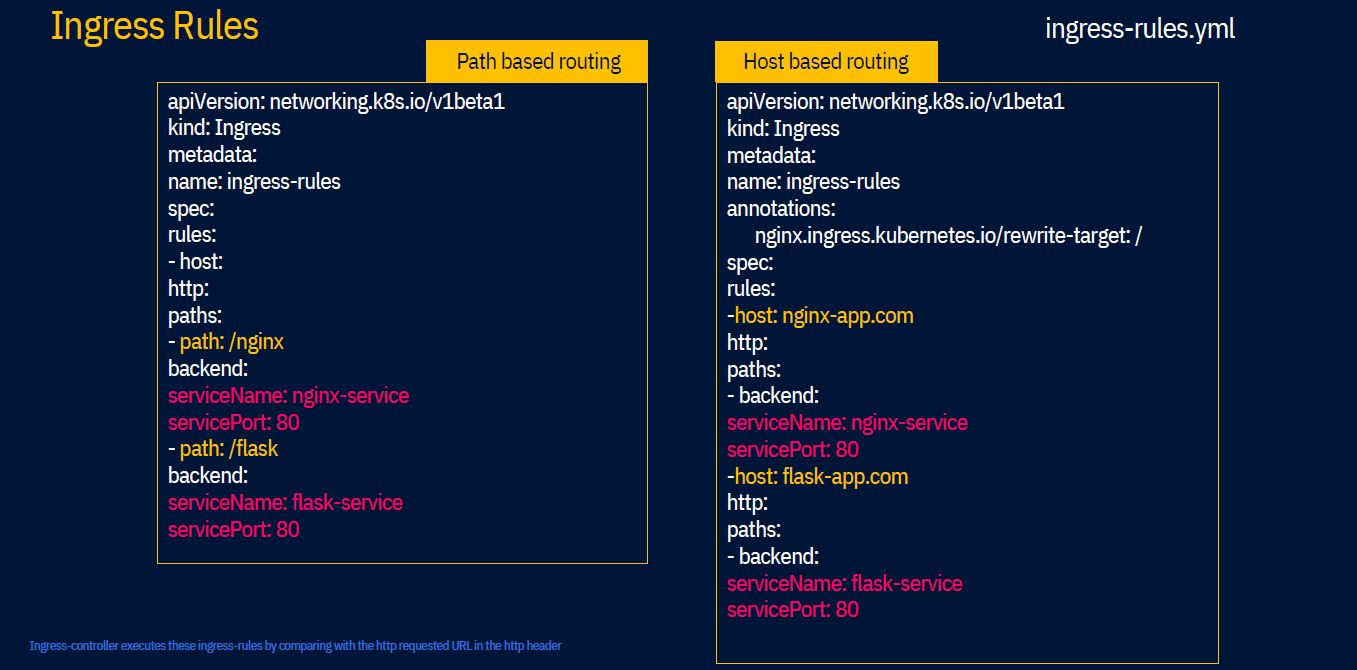 Ingress Rules
ingress-rules.yml
Path based routing
apiVersion: networking.k8s.io/v1beta1
kind: Ingress
metadata:
name: ingress-rules
spec:
rules:
- host:
http:
paths:
- path: /nginx
backend:
serviceName: nginx-service
servicePort: 80
- path: /flask
backend:
serviceName: flask-service
servicePort: 80
Host based routing
apiVersion: networking.k8s.io/v1beta1
kind: Ingress
metadata:
name: ingress-rules
annotations:
nginx.ingress.kubernetes.io/rewrite-target: /
spec:
rules:
-host: nginx-app.com
http:
paths:
- backend:
serviceName: nginx-service
servicePort: 80
-host: flask-app.com
http:
paths:
- backend:
serviceName: flask-service
servicePort: 80
Ingress-controller executes these ingress-rules by comparing with the http requested URL in the http header